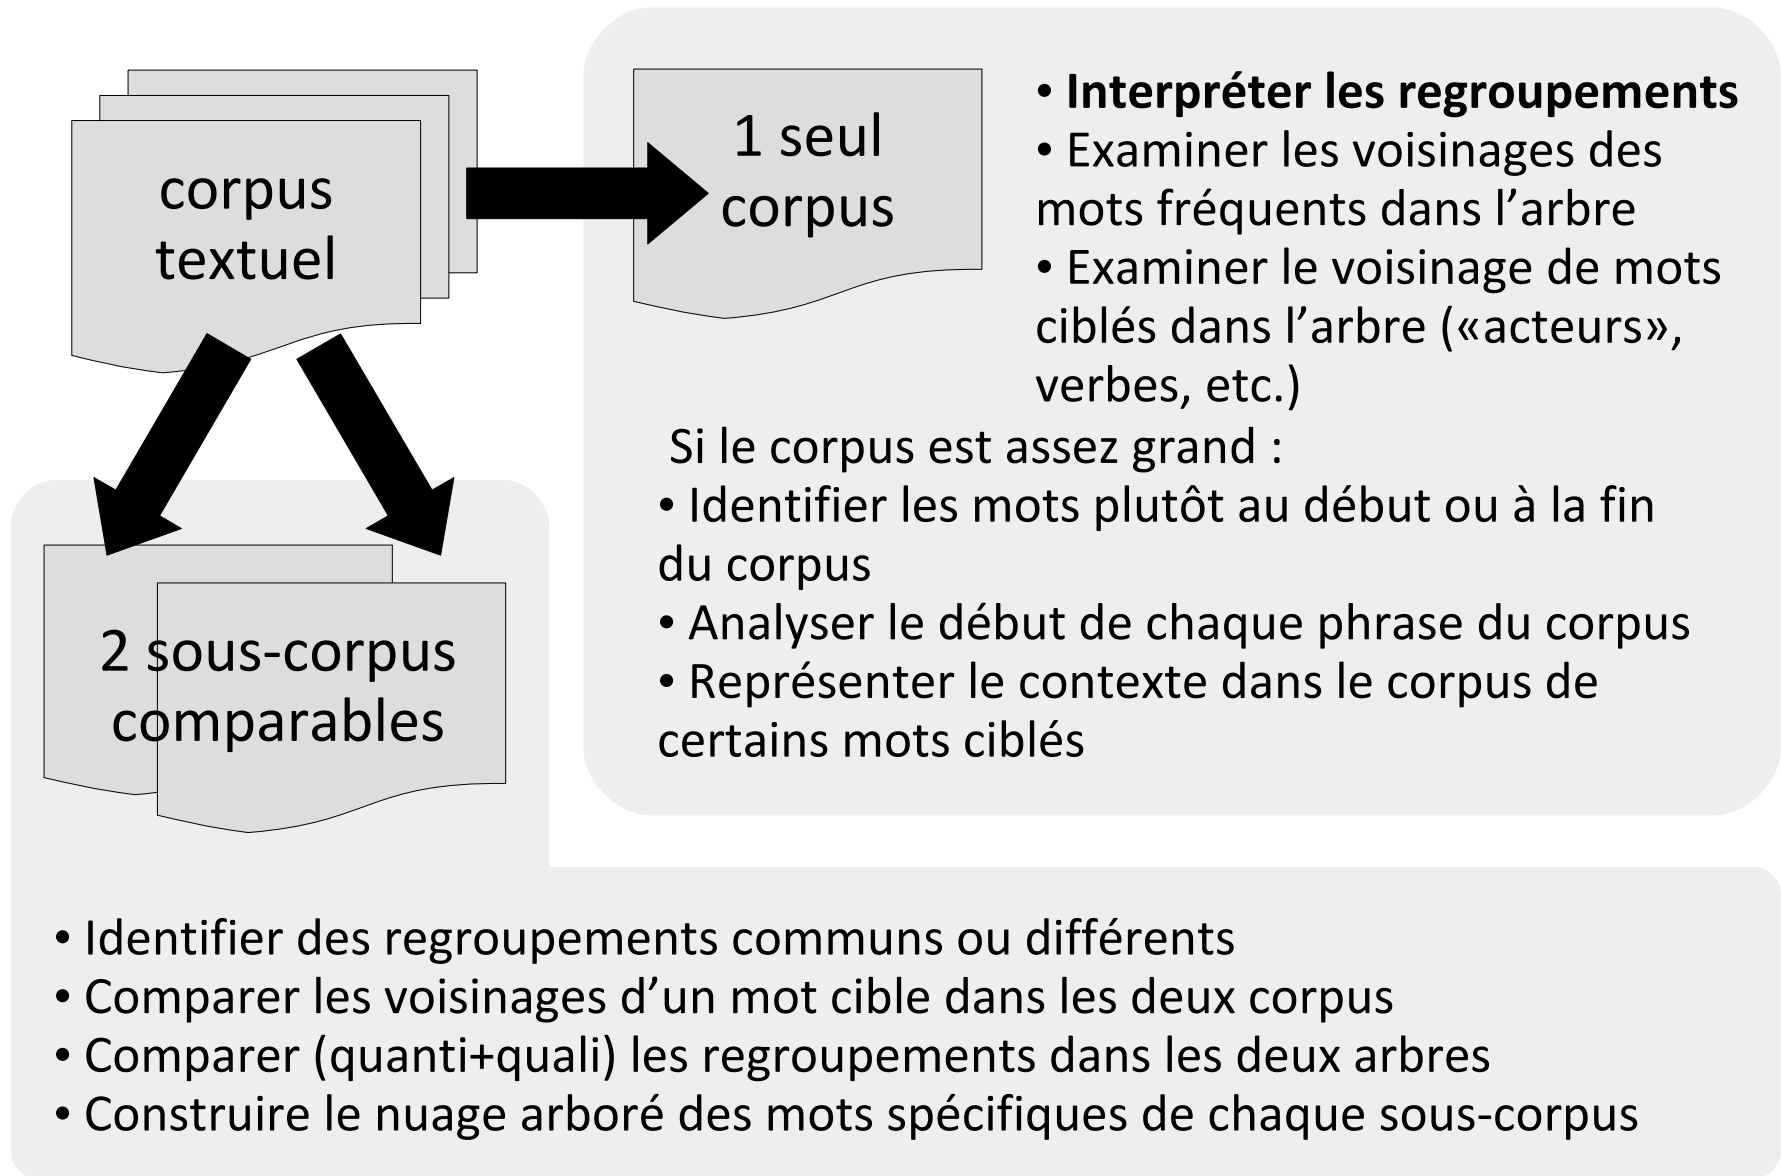 corpus
textuel
1 seul
corpus
• Interpréter les regroupements
• Examiner les voisinages des
mots fréquents dans l’arbre
• Examiner le voisinage de mots
ciblés dans l’arbre («acteurs»,
verbes, etc.)
Si le corpus est assez grand :
• Identifier les mots plutôt au début ou à la fin
du corpus
• Analyser le début de chaque phrase du corpus
• Représenter le contexte dans le corpus de
certains mots ciblés
2 sous-corpus
comparables
• Identifier des regroupements communs ou différents
• Comparer les voisinages d’un mot cible dans les deux corpus
• Comparer (quanti+quali) les regroupements dans les deux arbres
• Construire le nuage arboré des mots spécifiques de chaque sous-corpus